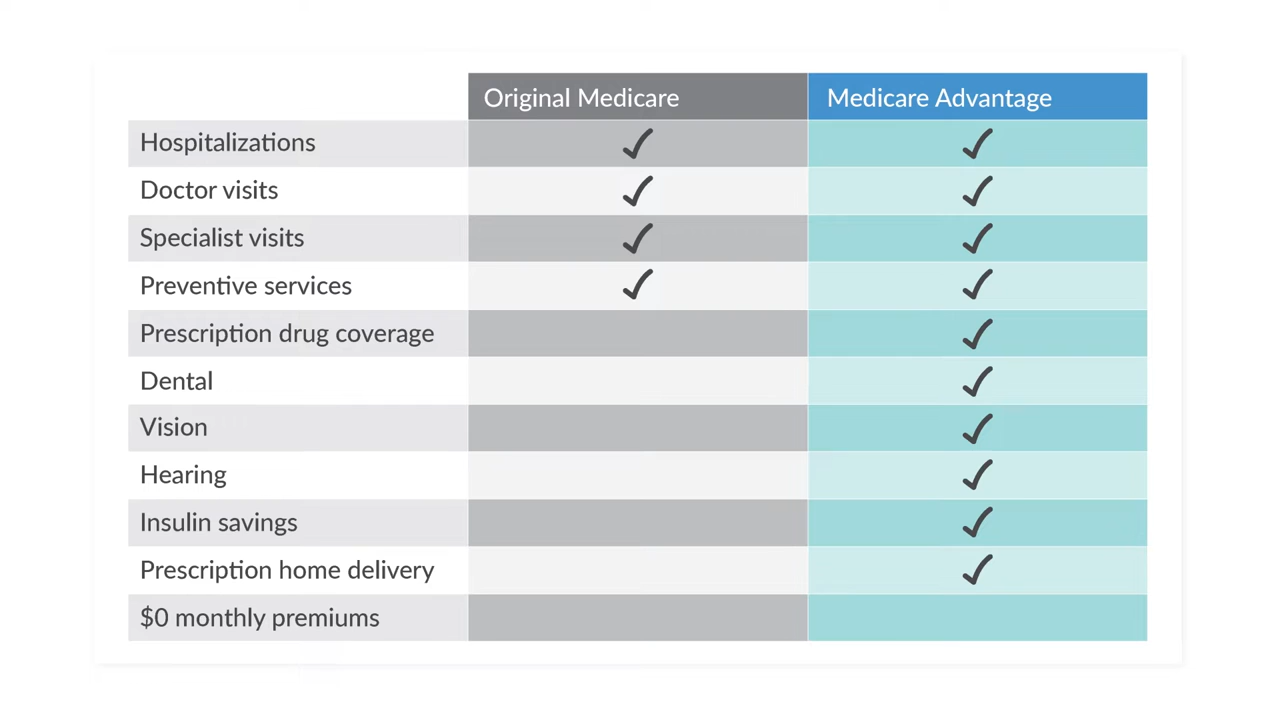 Original Medicare
Medicare Advantage
Hospitalizations
Doctor visits
Specialist visits
Preventive services
Prescription drug coverage
Dental
Vision
Hearing
Insulin savings
Prescription home delivery
$0 monthly premiums